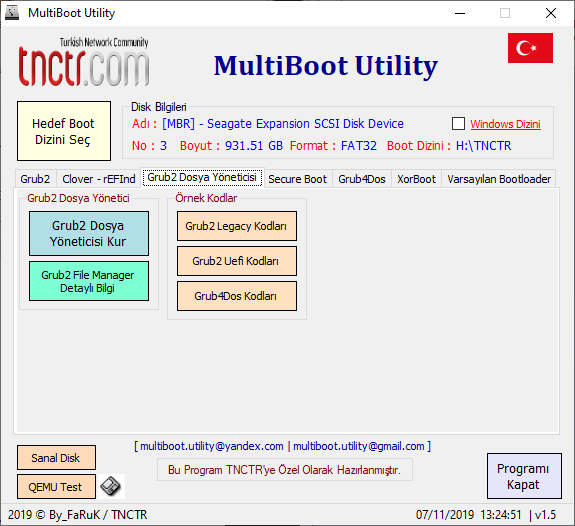 MultiBoot Utility
Turkish Network Community
tnctr.com
MultiBoot Utility
Hedef Boot
Dizini Seç
Disk Bilgileri
Adı : [MBR] - Seagate Expansion SCSI Disk Device
Windows Dizini
No : 3 Boyut : 931.51 GB Format : FAT32 Boot Dizini : H:\TNCTR
Grub2 Clover - rEFInd Grub2 Dosya Yöneticisi Secure Boot Grub4Dos XorBoot Varsayılan Bootloader
Grub2 Dosya Yönetici
Grub2 Dosya
Yöneticisi Kur
Grub2 File Manager
Detaylı Bilgi
Örnek Kodlar
Grub2 Legacy Kodları
Grub2 Uefi Kodları
Grub4Dos Kodları
Sanal Disk
QEMU Test
[ multiboot.utility@yandex.com | multiboot.utility@gmail.com ]
Bu Program TNCTR'ye Özel Olarak Hazırlanmıştır.
Programı
Kapat
2019 © By_FaRuK / TNCTR
07/11/2019 13:24:51 | v1.5